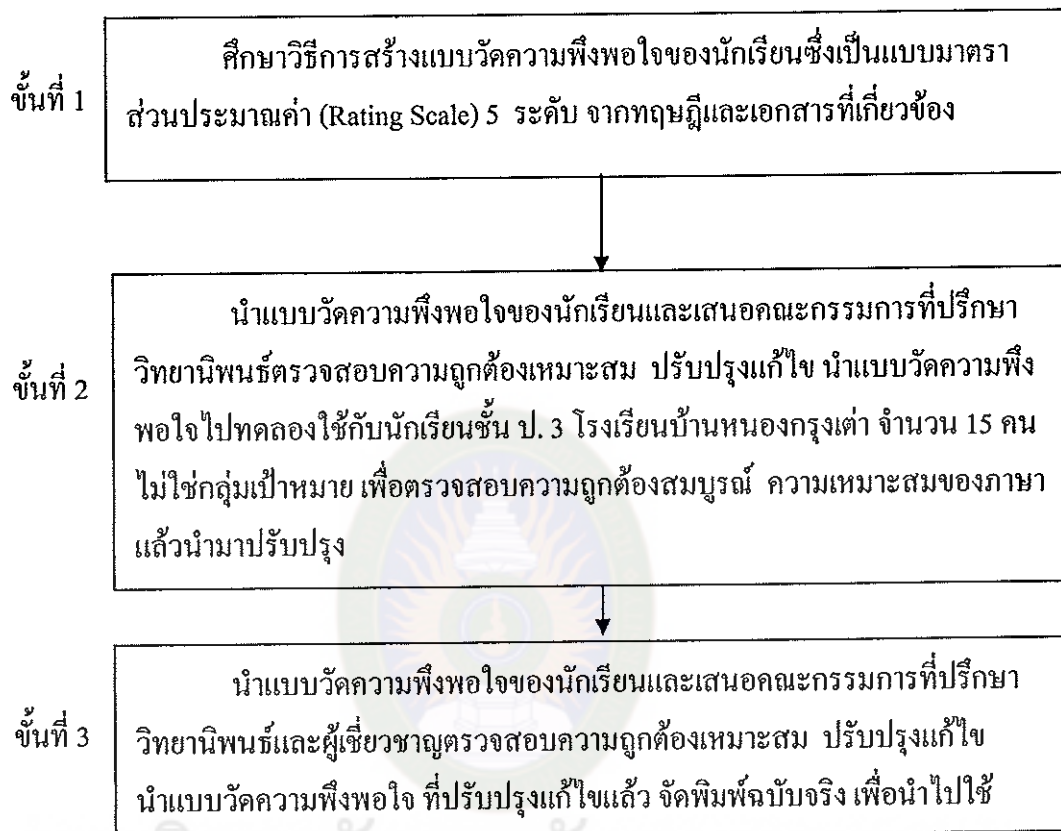 ขั้นที่ 1
ศึกษาวิธีการสร้างแบบวัดความพึงพอใจของนักเรียนซึ่งเป็นแบบมาตรา
ส่วนประมาณค่า (Rating Scale) 5 ระดับ จากทฤษฎีและเอกสารที่เกี่ยวข้อง
ขั้นที่ 2
นำแบบวัดความพึงพอใจของนักเรียนและเสนอคณะกรรมการที่ปรึกษา
วิทยานิพนธ์ตรวจสอบความถูกต้องเหมาะสม ปรับปรุงแก้ไข นำแบบวัดความพึง
พอใจไปทดลองใช้กับนักเรียนชั้น ป. 3 โรงเรียนบ้านหนองกรุงเต่า จำนวน 15 คน
ไม่ใช่กลุ่มเป้าหมาย เพื่อตรวจสอบความถูกต้องสมบูรณ์ ความเหมาะสมของภาษา
แล้วนำมาปรับปรุง
ขั้นที่ 3
นำแบบวัดความพึงพอใจของนักเรียนและเสนอคณะกรรมการที่ปรึกษา
วิทยานิพนธ์และผู้เชี่ยวชาญตรวจสอบความถูกต้องเหมาะสม ปรับปรุงแก้ไข
นำแบบวัดความพึงพอใจ ที่ปรับปรุงแก้ไขแล้ว จัดพิมพ์ฉบับจริง เพื่อนำไปใช้